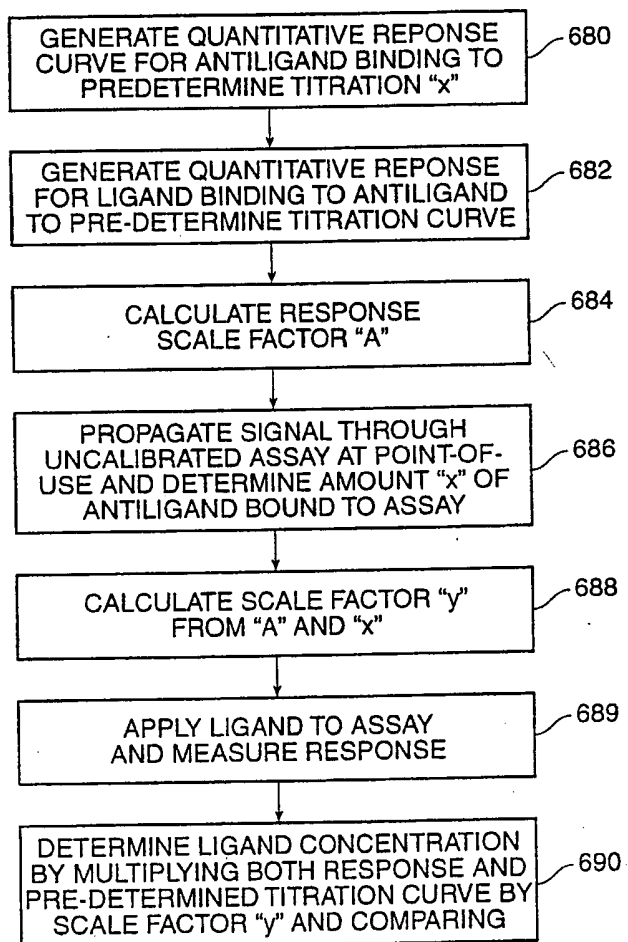 GENERATE QUANTITATIVE REPONSE
CURVE FOR ANTILIGAND BINDING TO
PREDETERMINE TITRATION “x”
680
GENERATE QUANTITATIVE REPONSE
FOR LIGAND BINDING TO ANTILIGAND
TO PRE-DETERMINE TITRATION CURVE
682
CALCULATE RESPONSE
SCALE FACTOR “A”
684
PROPAGATE SIGNAL THROUGH
UNCALIBRATED ASSAY AT POINT-OF-
USE AND DETERMINE AMOUNT “x” OF
ANTILIGAND BOUND TO ASSAY
686
CALCULATE SCALE FACTOR “y”
FROM “A” AND “x”
688
APPLY LIGAND TO ASSAY
AND MEASURE RESPONSE
689
DETERMINE LIGAND CONCENTRATION
BY MULTIPLYING BOTH RESPONSE AND
PRE-DETERMINED TITRATION CURVE BY
SCALE FACTOR “y” AND COMPARING
690